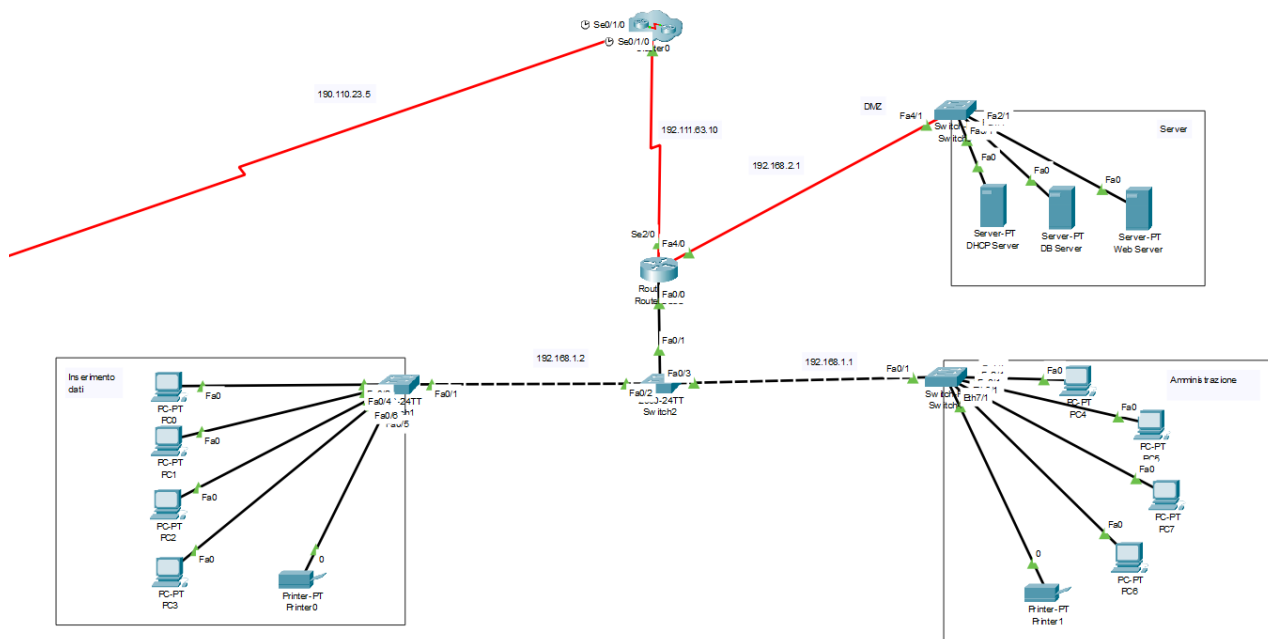 Se0/1/0
Se0/1/0
190.110.23.5
192.111.63.10
DMZ
Fa4/1
Fa2/1
Switch
Server
Fa0
Fa0
Fa0
192.168.2.1
Server-PT
DHCP Server
Server-PT
DB Server
Server-PT
Web Server
Se2/0
Fa4/0
Fa0/0
Fa0/1
192.168.1.2
192.168.1.1
Inserimento
dati
Fa0
PC-PT
PC0
Fa0
PC-PT
PC1
Fa0
PC-PT
PC2
Fa0
PC-PT
PC3
Fa0/4
Fa0/6
Fa0/1
0
Printer-PT
Printer0
Fa0/2
Fa0/3
Switch2
Fa0/1
Eth7/1
Amministrazione
Fa0
PC-PT
PC4
Fa0
PC-PT
Fa0
PC-PT
PC7
Fa0
PC-PT
PC6
0
Printer-PT
Printer1